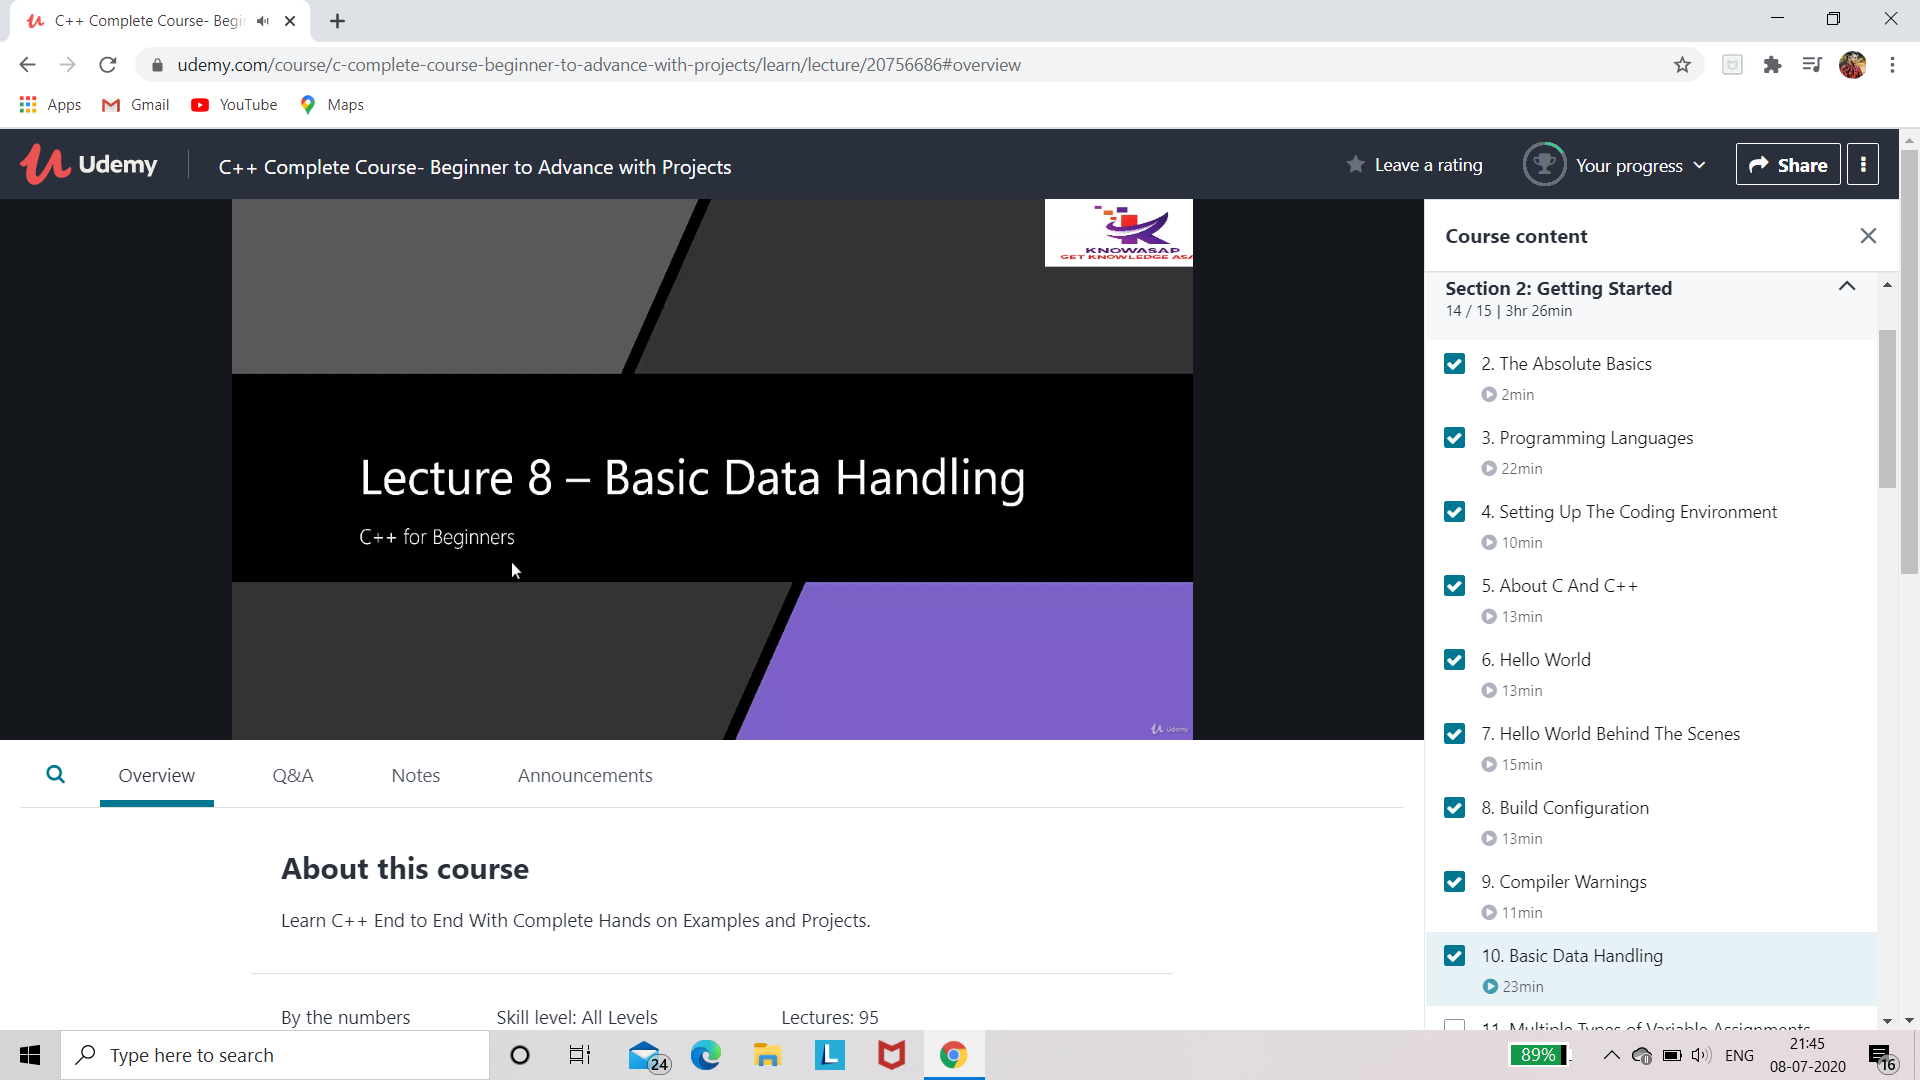 C++ Complete Course- Begi
udemy.com/course/c-complete-course-beginner-to-advance-with-projects/learn/lecture/20756686#overview
Apps Gmail YouTube Maps
Udemy C++ Complete Course- Beginner to Advance with Projects Leave a rating Your progress Share
KNOWASAP
GET KNOWLEDGE ASA
Lecture 8 – Basic Data Handling
C++ for Beginners
Udemy
Overview Q&A Notes Announcements
About this course
Learn C++ End to End With Complete Hands on Examples and Projects.
By the numbers Skill level: All Levels Lectures: 95
Course content
Section 2: Getting Started
14 / 15 | 3hr 26min
2. The Absolute Basics
2min
3. Programming Languages
22min
4. Setting Up The Coding Environment
10min
5. About C And C++
13min
6. Hello World
13min
7. Hello World Behind The Scenes
15min
8. Build Configuration
13min
9. Compiler Warnings
11min
10. Basic Data Handling
23min
11. Multiple Types of Variable Assignments
Type here to search 24 L 89% ENG 21:45
08-07-2020 16